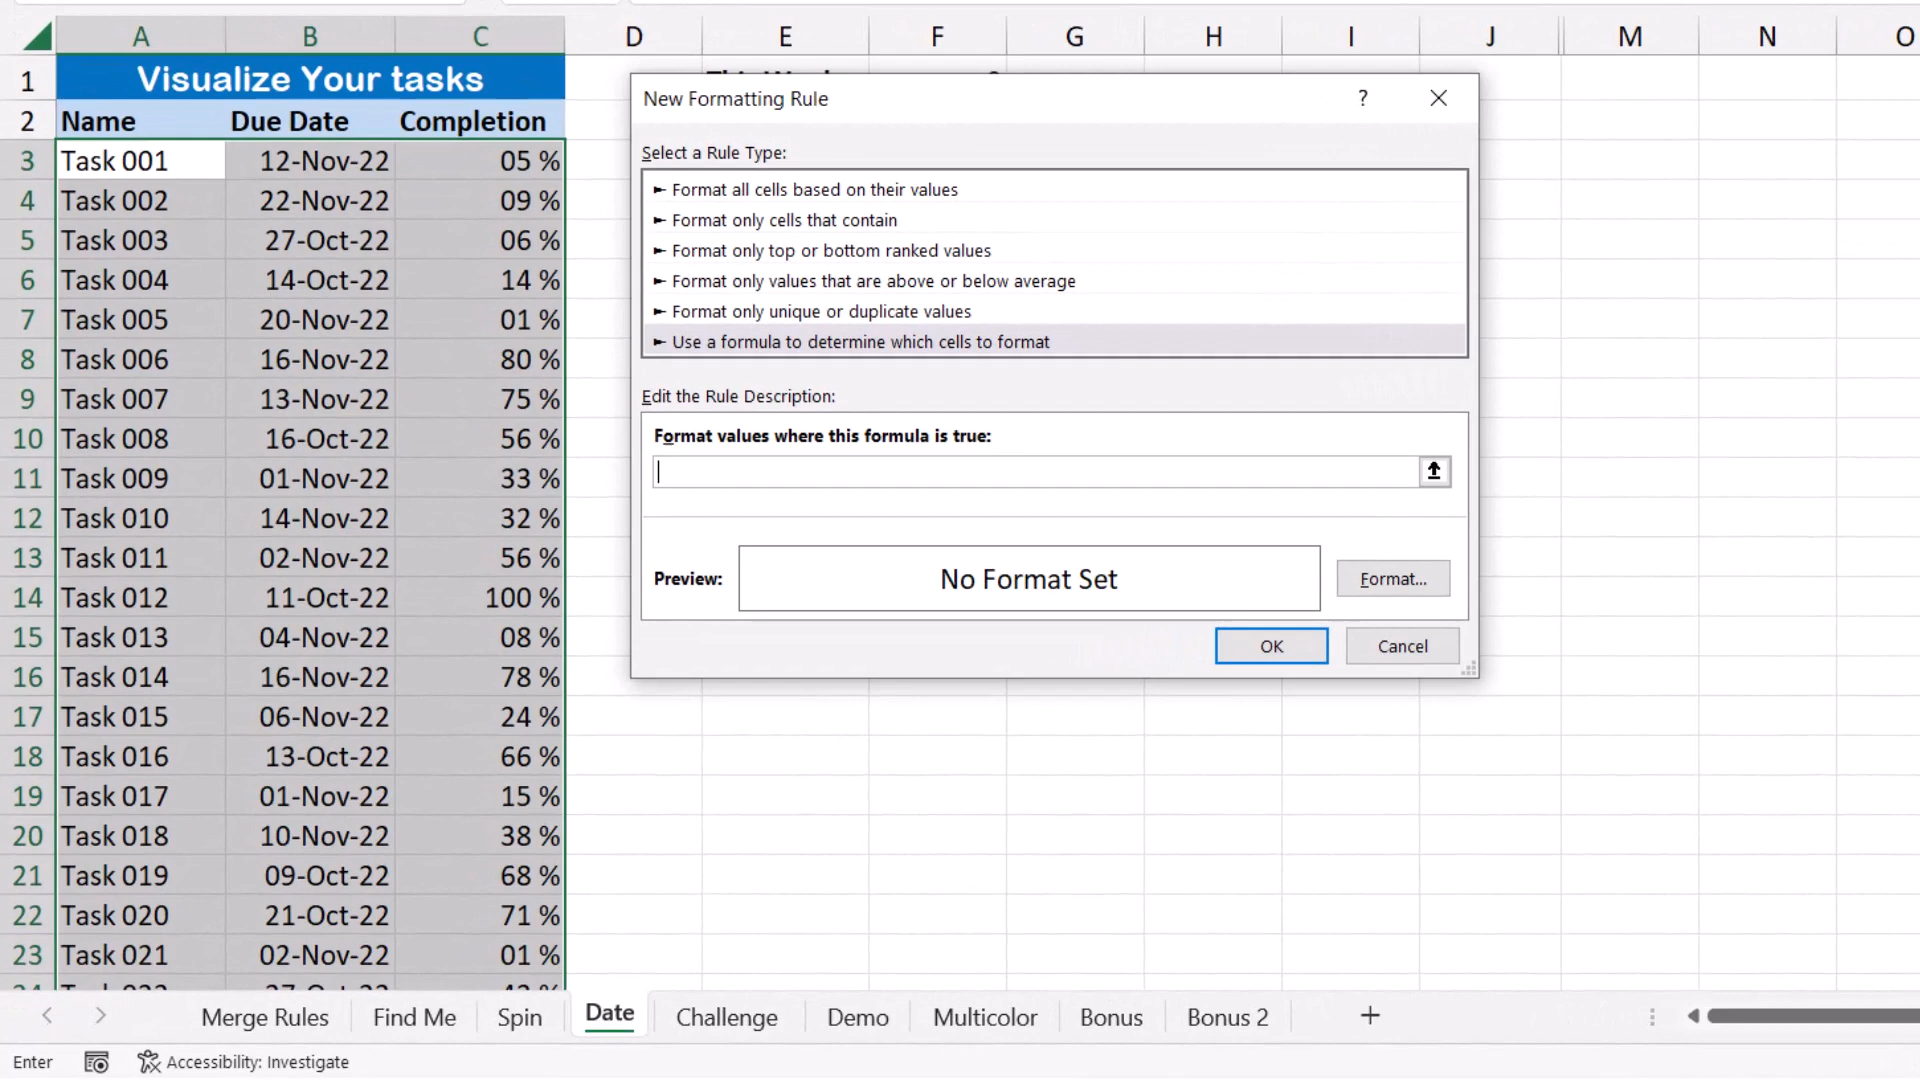 A B C D E F G H I J M N O
1 Visualize Your tasks
2 Name Due Date Completion
3 Task 001 12-Nov-22 05 %
4 Task 002 22-Nov-22 09 %
5 Task 003 27-Oct-22 06 %
6 Task 004 14-Oct-22 14 %
7 Task 005 20-Nov-22 01 %
8 Task 006 16-Nov-22 80 %
9 Task 007 13-Nov-22 75 %
10 Task 008 16-Oct-22 56 %
11 Task 009 01-Nov-22 33 %
12 Task 010 14-Nov-22 32 %
13 Task 011 02-Nov-22 56 %
14 Task 012 11-Oct-22 100 %
15 Task 013 04-Nov-22 08 %
16 Task 014 16-Nov-22 78 %
17 Task 015 06-Nov-22 24 %
18 Task 016 13-Oct-22 66 %
19 Task 017 01-Nov-22 15 %
20 Task 018 10-Nov-22 38 %
21 Task 019 09-Oct-22 68 %
22 Task 020 21-Oct-22 71 %
23 Task 021 02-Nov-22 01 %
New Formatting Rule ?
Select a Rule Type:
► Format all cells based on their values
► Format only cells that contain
► Format only top or bottom ranked values
► Format only values that are above or below average
► Format only unique or duplicate values
► Use a formula to determine which cells to format
Edit the Rule Description:
Format values where this formula is true:
Preview: No Format Set Format...
OK Cancel
Merge Rules Find Me Spin Date Challenge Demo Multicolor Bonus Bonus 2
Enter Accessibility: Investigate